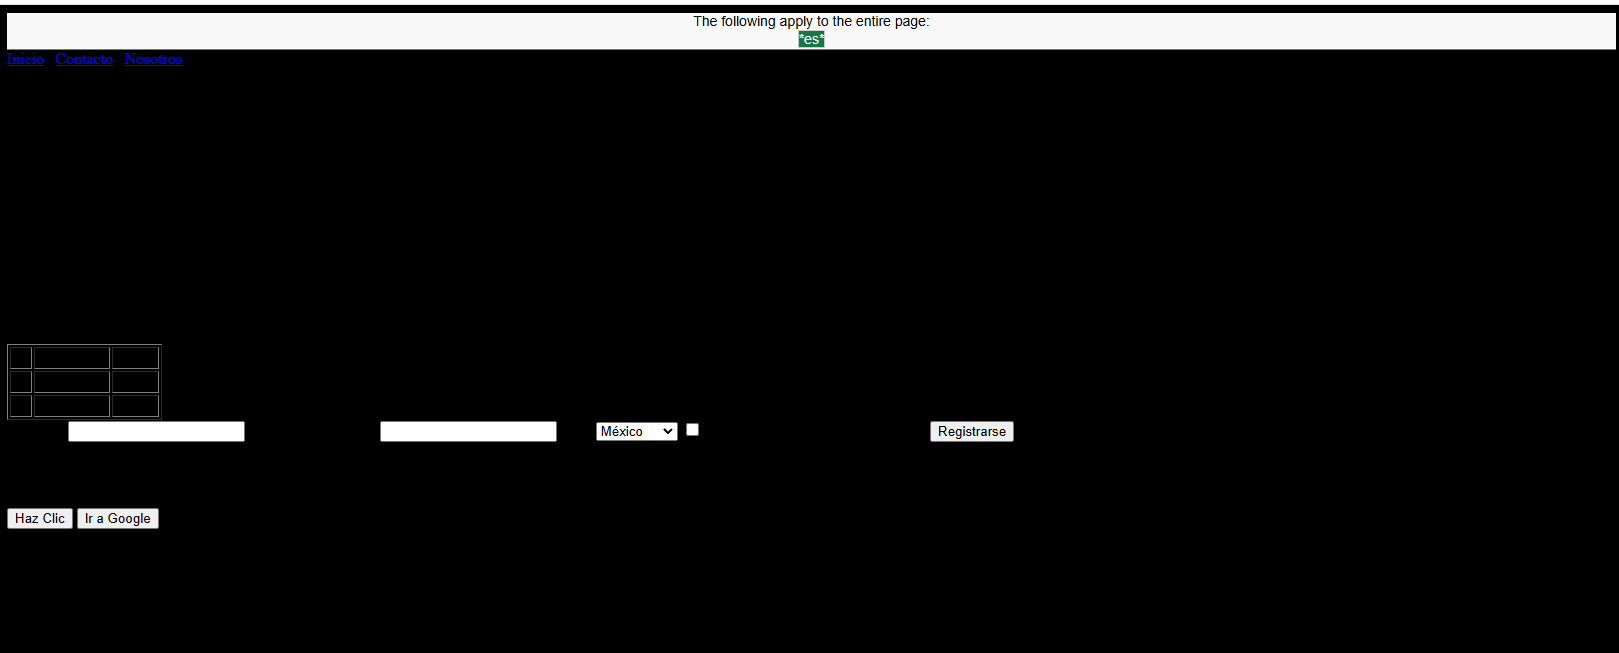 The following apply to the entire page:
*es*
Inicio Contacto Nosotros
México Registrarse
Haz Clic Ir a Google